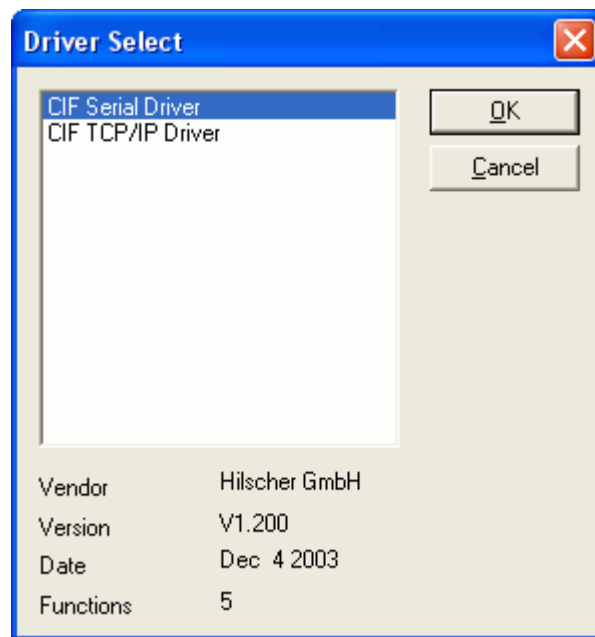 Driver Select
CIF Serial Driver
CIF TCP/IP Driver
OK
Cancel
Vendor Hilscher GmbH
Version V1.200
Date Dec 4 2003
Functions 5